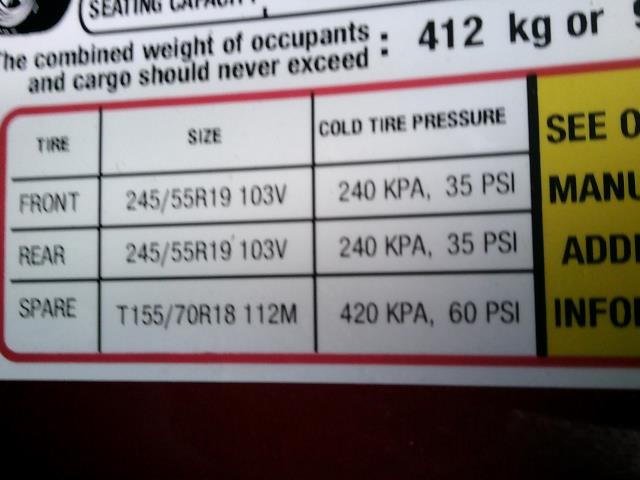 SEATING CAPACIT
The combined weight of occupants
and cargo should never exceed : 412 kg or
TIRE SIZE COLD TIRE PRESSURE
FRONT 245/55R19 103V 240 KPA, 35 PSI
REAR 245/55R19 103V 240 KPA, 35 PSI
SPARE T155/70R18 112M 420 KPA, 60 PSI
SEE O
MANU
ADDI
INFO